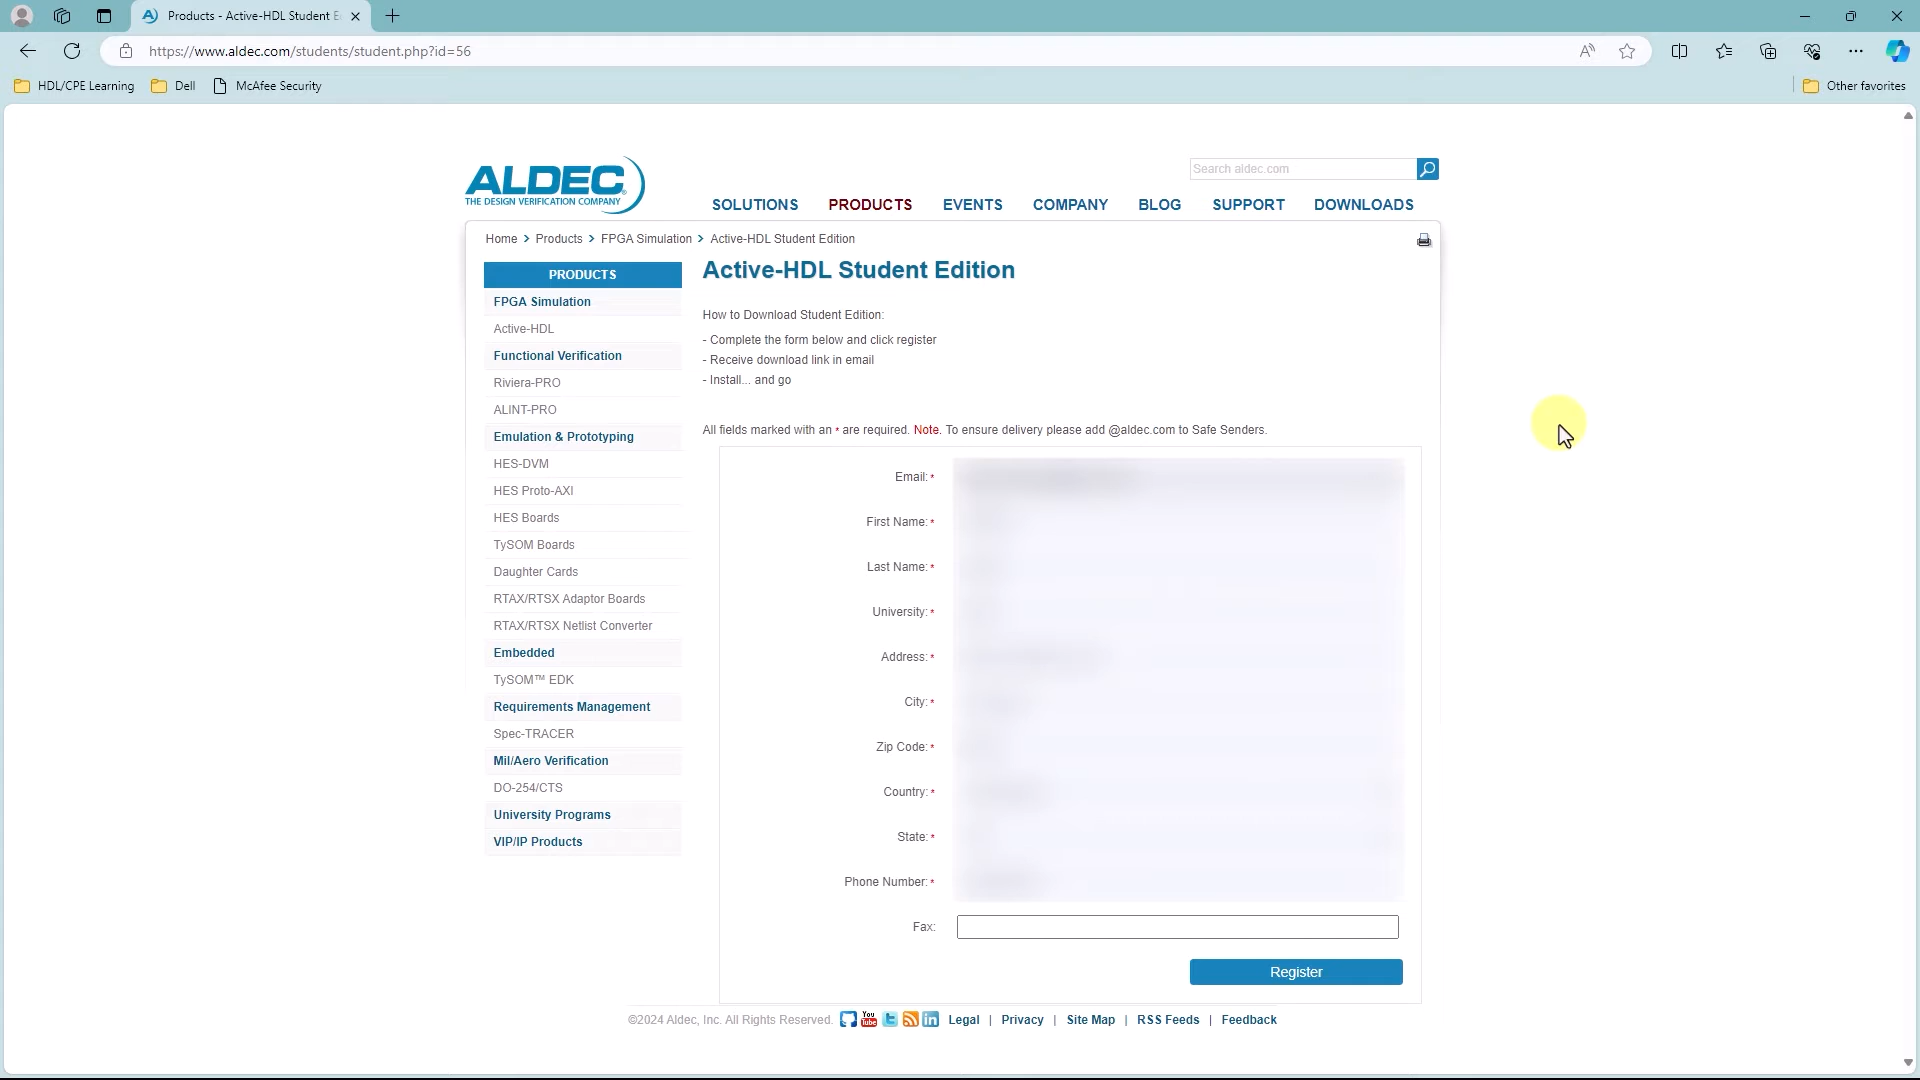 Products - Active-HDL Student E
https://www.aldec.com/students/student.php?id=56
HDL/CPE Learning
Dell
McAfee Security
Other favorites
ALDEC
THE DESIGN VERIFICATION COMPANY
Search aldec.com
SOLUTIONS
PRODUCTS
EVENTS
COMPANY
BLOG
SUPPORT
DOWNLOADS
Home > Products > FPGA Simulation > Active-HDL Student Edition
PRODUCTS
FPGA Simulation
Active-HDL
Functional Verification
Riviera-PRO
ALINT-PRO
Emulation & Prototyping
HES-DVM
HES Proto-AXI
HES Boards
TySOM Boards
Daughter Cards
RTAX/RTSX Adaptor Boards
RTAX/RTSX Netlist Converter
Embedded
TySOM™ EDK
Requirements Management
Spec-TRACER
Mil/Aero Verification
DO-254/CTS
University Programs
VIP/IP Products
Active-HDL Student Edition
How to Download Student Edition:
- Complete the form below and click register
- Receive download link in email
- Install... and go
All fields marked with an * are required. Note. To ensure delivery please add @aldec.com to Safe Senders.
Email: *
First Name: *
Last Name: *
University: *
Address: *
City: *
Zip Code: *
Country: *
State: *
Phone Number: *
Fax:
Register
©2024 Aldec, Inc. All Rights Reserved. You Tube in Legal | Privacy | Site Map | RSS Feeds | Feedback